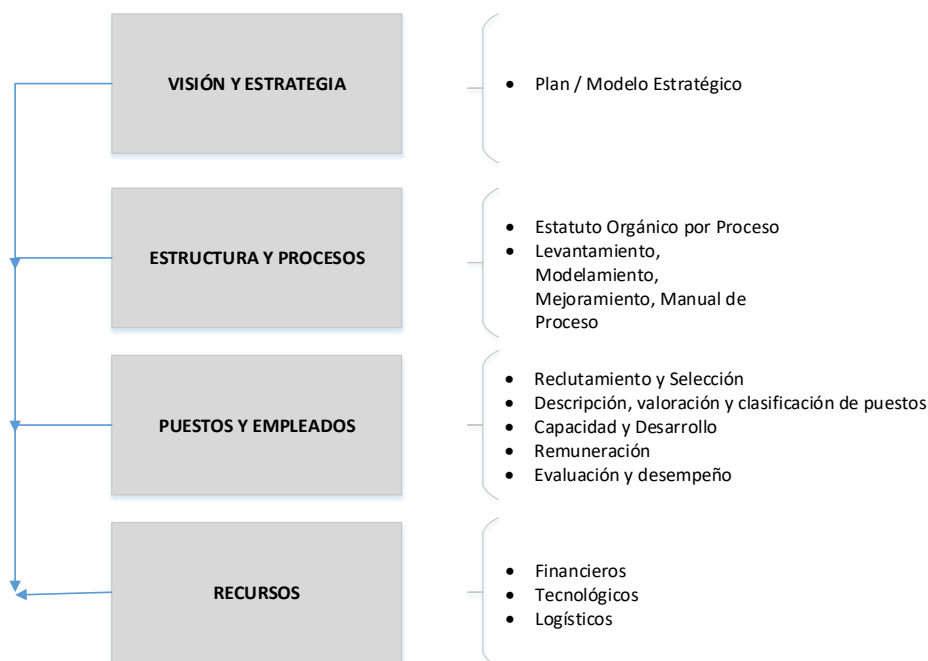 VISIÓN Y ESTRATEGIA
• Plan / Modelo Estratégico
ESTRUCTURA Y PROCESOS
• Estatuto Orgánico por Proceso
• Levantamiento,
Modelamiento,
Mejoramiento, Manual de
Proceso
PUESTOS Y EMPLEADOS
• Reclutamiento y Selección
• Descripción, valoración y clasificación de puestos
• Capacidad y Desarrollo
• Remuneración
• Evaluación y desempeño
RECURSOS
• Financieros
• Tecnológicos
• Logísticos